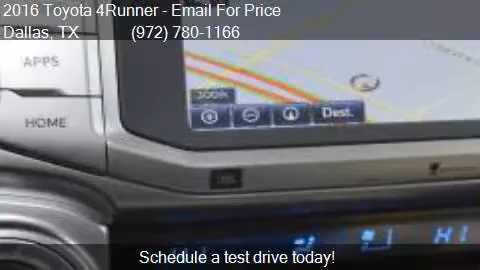 2016 Toyota 4Runner - Email For Price
Dallas, TX (972) 780-1166
APPS
HOME
300ft
Dest.
JBL
HI
Schedule a test drive today!